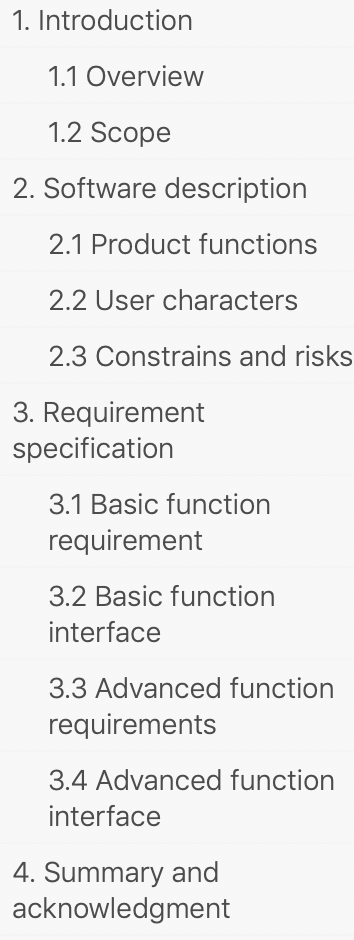 1. Introduction
1.1 Overview
1.2 Scope
2. Software description
2.1 Product functions
2.2 User characters
2.3 Constrains and risks
3. Requirement
specification
3.1 Basic function
requirement
3.2 Basic function
interface
3.3 Advanced function
requirements
3.4 Advanced function
interface
4. Summary and
acknowledgment